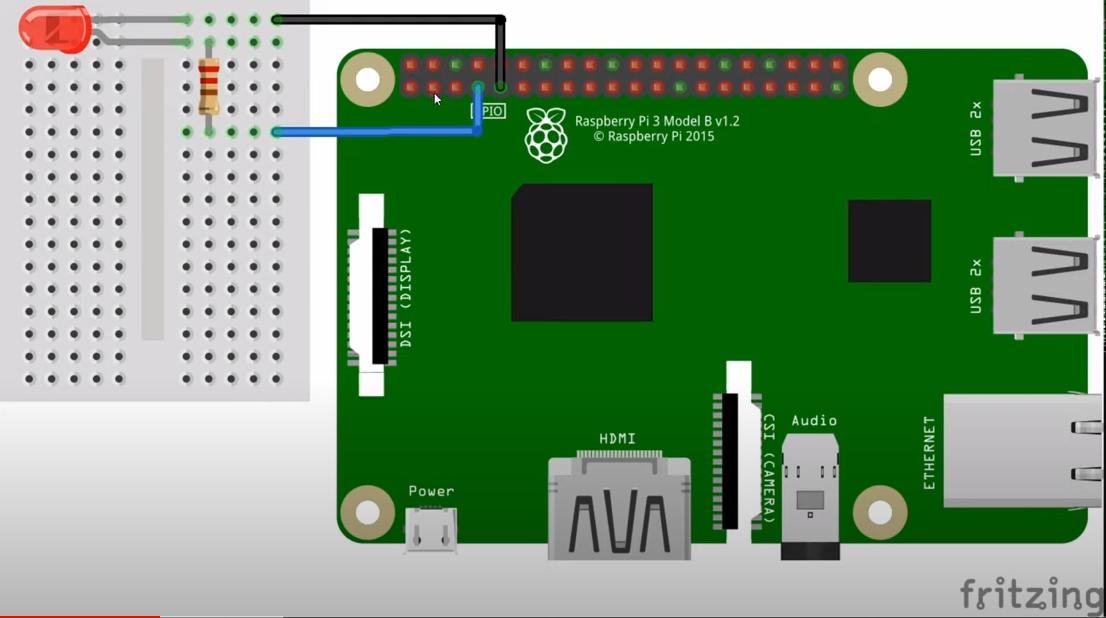 GPIO
Raspberry Pi 3 Model B v1.2
© Raspberry Pi 2015
USB 2x
DSI (DISPLAY)
USB 2x
HDMI
CSI (CAMERA)
Audio
ETHERNET
Power
fritzing